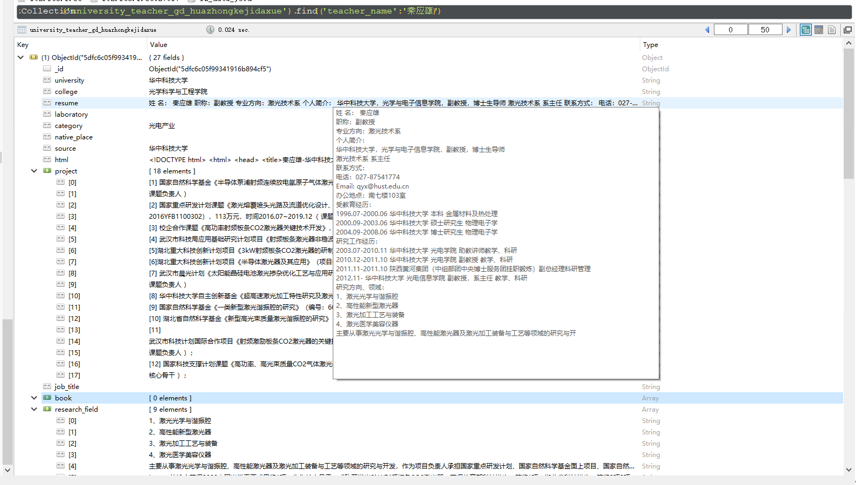 :Collection('university_teacher_gd_huazhongkejidaxue').find('teacher_name':'秦应雄')
university_teacher_gd_huazhongkejidaxue 0.024 sec. 0 50
Key Value Type
(1) ObjectId("5dfc6c05f993419... { 27 fields } Object
_id ObjectId("5dfc6c05f99341916b894cf5") ObjectId
university 华中科技大学 String
college 光学科学与工程学院 String
resume 姓 名: 秦应雄 职称: 副教授 专业方向: 激光技术系 个人简介: 华中科技大学,光学与电子信息学院,副教授,博士生导师 激光技术系 系主任 联系方式: 电话: 027-... String
laboratory
category 光电产业
native_place
source 华中科技大学
html <!DOCTYPE html> <html> <head> <title>秦应雄-华中科技
project [ 18 elements ]
[0] [1] 国家自然科学基金《半导体泵浦射频连续放电氩原子气体激光
[1] 课题负责人)
[2] [2] 国家重点研发计划课题《激光熔覆喷头光路及流道优化设计、
[3] 2016YFB1100302),113万元,时间2016.07~2019.12(课题
[4] [3] 校企合作课题《高功率射频板条CO2激光器关键技术开发》,
[5] [4] 武汉市科技局应用基础研究计划项目《射频板条激光器非稳
[6] [5]湖北重大科技创新计划项目《3kW射频板条CO2激光器的研制
[7] [6]湖北重大科技创新计划项目《半导体激光器及其应用》(项目
[8] [7] 武汉市晨光计划《太阳能晶硅电池激光掺杂优化工艺与应用研
[9] 课题负责人)
[10] [8] 华中科技大学自主创新基金《超高速激光加工特性研究及激光
[11] [9] 国家自然科学基金《一类新型激光谐振腔的研究》(编号: 60
[12] [10] 湖北省自然科学基金《新型高光束质量激光谐振腔的研究》
[13] [11]
[14] 武汉市科技计划国际合作项目《射频激励板条CO2激光器的关键技
[15] 课题负责人);
[16] [12] 国家科技支撑计划课题《高功率、高光束质量CO2气体激光
[17] 核心骨干);
姓 名: 秦应雄
职称: 副教授
专业方向: 激光技术系
个人简介:
华中科技大学,光学与电子信息学院,副教授,博士生导师
激光技术系 系主任
联系方式:
电话: 027-87541774
Email: qyx@hust.edu.cn
办公地点: 南七楼103室
受教育经历:
1996.07-2000.06 华中科技大学 本科 金属材料及热处理
2000.09-2003.06 华中科技大学 硕士研究生 物理电子学
2004.09-2008.06 华中科技大学 博士研究生 物理电子学
研究工作经历:
2003.07-2010.11 华中科技大学 光电学院 助教讲师教学、科研
2010.12-2011.10 华中科技大学 光电学院 副教授 教学、科研
2011.11-2011.10 陕西黄河集团(中组部团中央博士服务团挂职锻炼)副总经理科研管理
2012.11- 华中科技大学 光电信息学院 副教授、系主任 教学、科研
研究方向、领域:
1、激光光学与谐振腔
2、高性能新型激光器
3、激光加工工艺与装备
4、激光医学美容仪器
主要从事激光光学与谐振腔、高性能激光器及激光加工装备与工艺等领域的研究与开
job_title String
book [ 0 elements ] Array
research_field [ 9 elements ] Array
[0] 1、激光光学与谐振腔 String
[1] 2、高性能新型激光器 String
[2] 3、激光加工工艺与装备 String
[3] 4、激光医学美容仪器 String
[4] 主要从事激光光学与谐振腔、高性能激光器及激光加工装备与工艺等领域的研究与开发。作为项目负责人承担国家重点研发计划、国家自然科学基金面上项目、国家自然... String